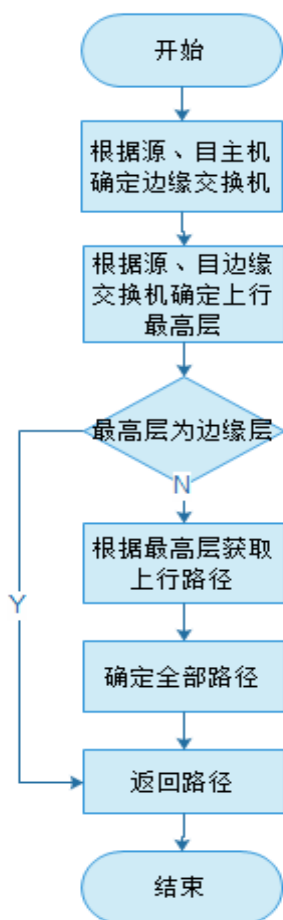 开始
根据源、目主机
确定边缘交换机
根据源、目边缘
交换机确定上行
最高层
最高层为边缘层
N
根据最高层获取
上行路径
Y
确定全部路径
返回路径
结束